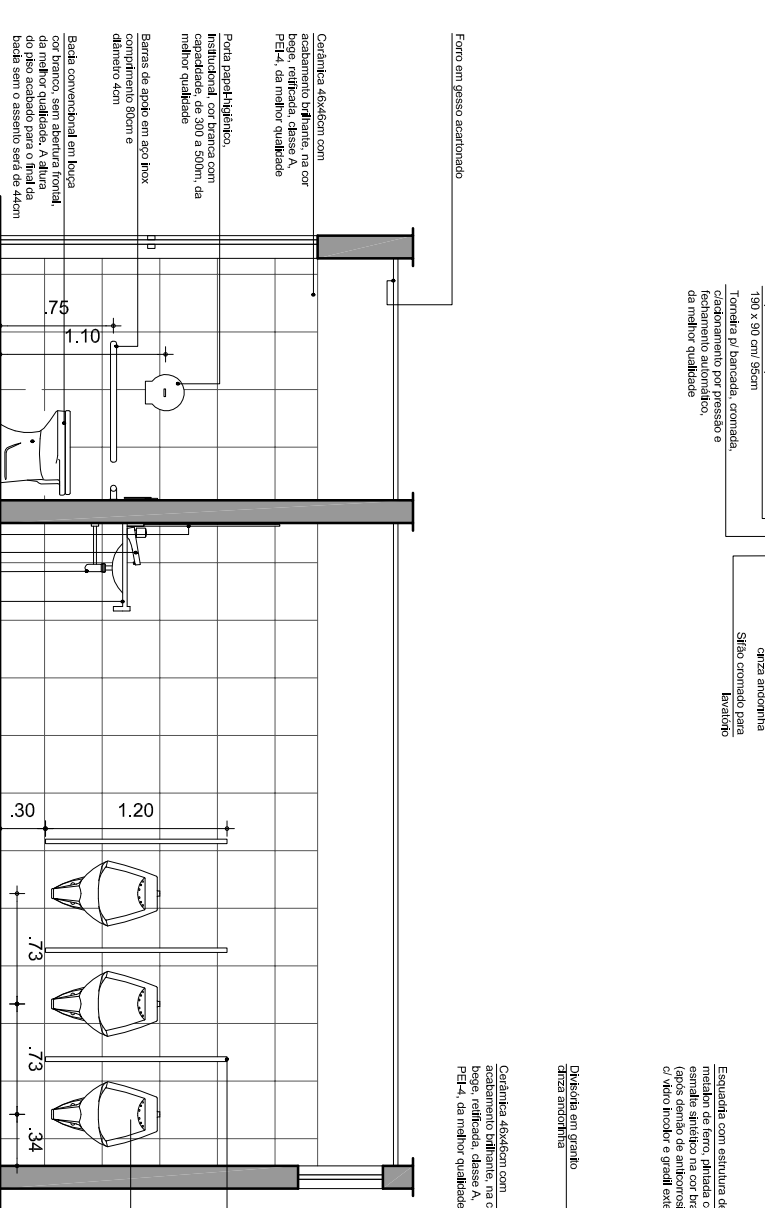 Forro em gesso acartonado
Cerâmica 46x46cm com
acabamento brilhante, na cor
bege, retificada, classe A,
PEI-4, da melhor qualidade
Porta papel-higiênico,
Institucional, cor branca com
capacidade, de 300 a 500m, da
melhor qualidade
Barras de apoio em aço inox
comprimento 80cm e
diâmetro 4cm
Bacia convencional em louça
cor branco, sem abertura frontal,
da melhor qualidade. A altura
do piso acabado para o final da
bacia sem o assento será de 44cm
190 x 90 cm/ 95cm
Torneira p/ bancada, cromada,
c/acionamento por pressão e
fechamento automático,
da melhor qualidade
cinza andorinha
Sifão cromado para
lavatório
Esquadria com estrutura de
metalon de ferro, pintada c
esmalte sintético na cor bra
(após demão de anticorrosi
c/ vidro incolor e gradil exte
Divisória em granito
cinza andorinha
Cerâmica 46x46cm com
acabamento brilhante, na c
bege, retificada, classe A,
PEI-4, da melhor qualidade
.75
1.10
.30
1.20
.73
.73
.34